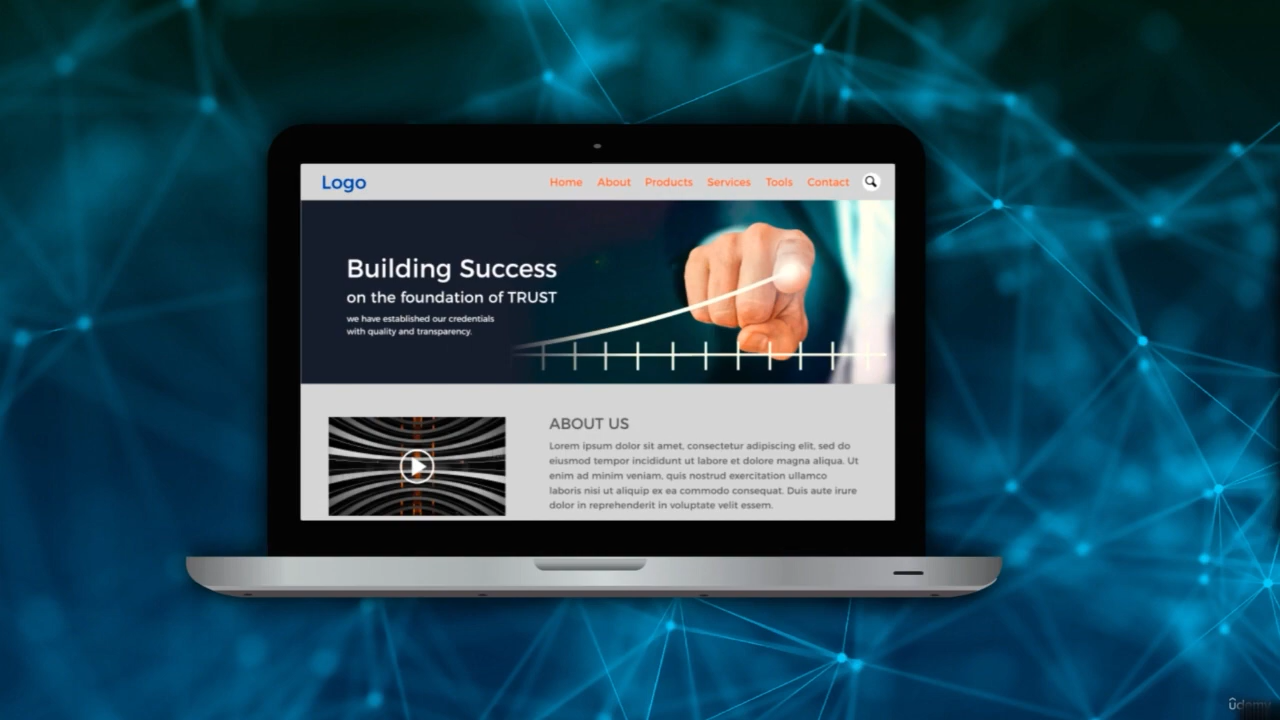 Logo
Home About Products Services Tools Contact
Building Success
on the foundation of TRUST
we have established our credentials
with quality and transparency.
ABOUT US
Lorem ipsum dolor sit amet, consectetur adipiscing elit, sed do
eiusmod tempor incididunt ut labore et dolore magna aliqua. Ut
enim ad minim veniam, quis nostrud exercitation ullamco
laboris nisi ut aliquip ex ea commodo consequat. Duis aute irure
dolor in reprehenderit in voluptate velit essem.
ûdemy